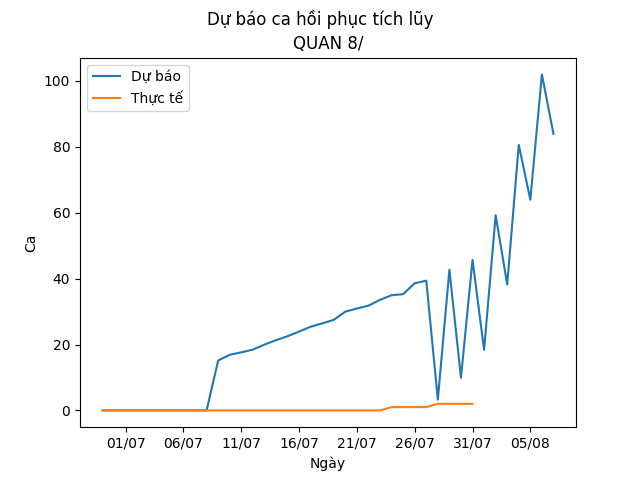 Dự báo ca hồi phục tích lũy
QUAN 8/
Dự báo
Thực tế
100
80
60
40
20
0
Ca
01/07 06/07 11/07 16/07 21/07 26/07 31/07 05/08
Ngày